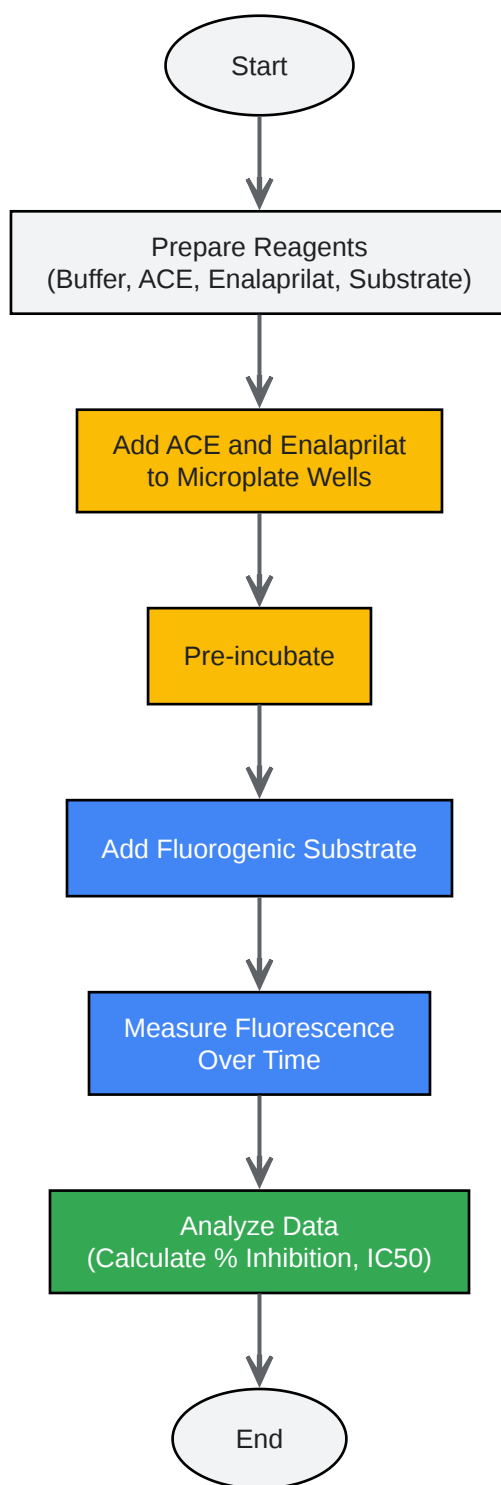 Start
Prepare Reagents
(Buffer, ACE, Enalaprilat, Substrate)
Add ACE and Enalaprilat
to Microplate Wells
Pre-incubate
Add Fluorogenic Substrate
Measure Fluorescence
Over Time
Analyze Data
(Calculate % Inhibition, IC50)
End